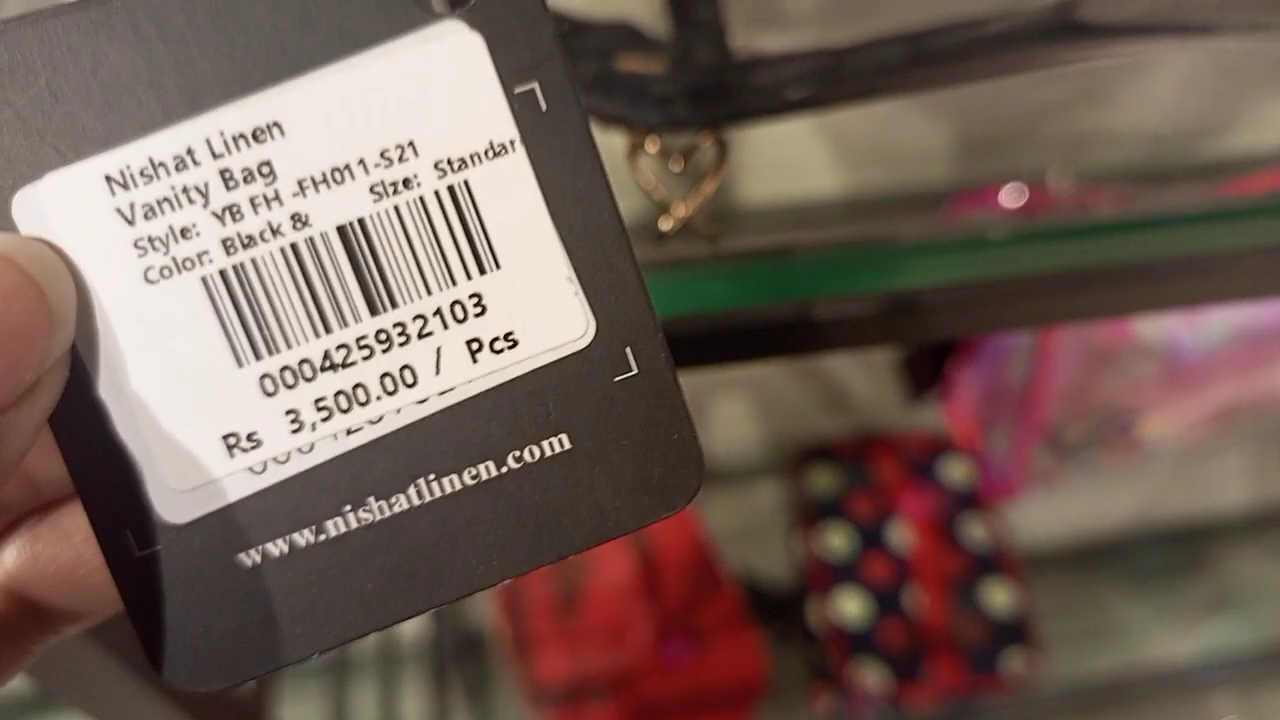 Nishat Linen
Vanity Bag
Style: YB FH -FH011-S21
Color: Black & Size: Standar
000425932103
Rs 3,500.00 / Pcs
www.nishatlinen.com